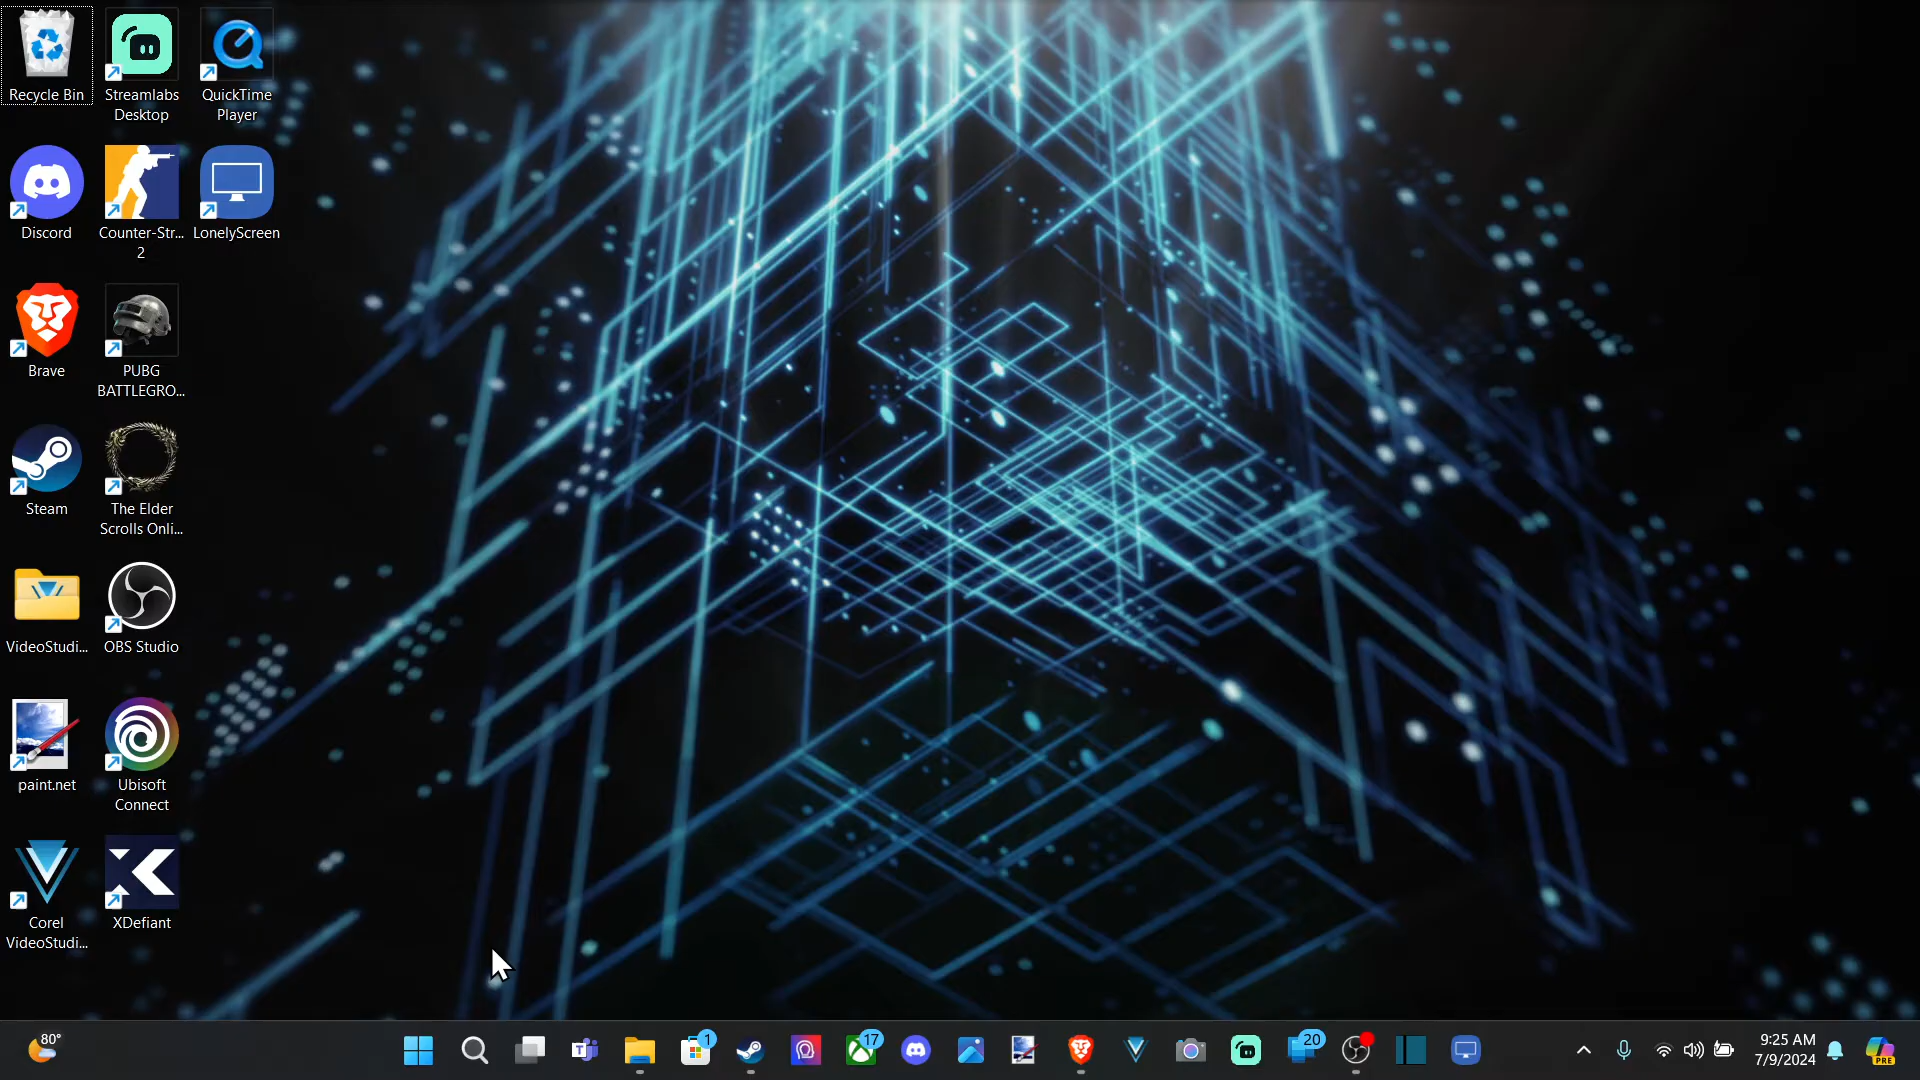 Recycle Bin
Streamlabs
Desktop
QuickTime
Player
Discord
Counter-Str...
2
LonelyScreen
Brave
PUBG
BATTLEGRO...
Steam
The Elder
Scrolls Onli...
VideoStudi...
OBS Studio
paint.net
Ubisoft
Connect
Corel
VideoStudi...
XDefiant
80°
T
1
17
20
9:25 AM
7/9/2024
PRE